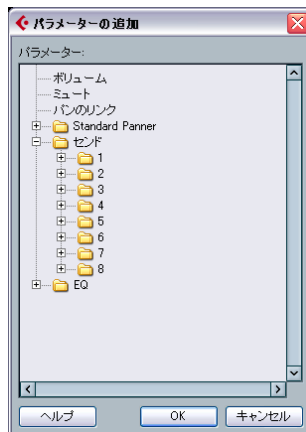 パラメーターの追加
パラメーター:
ボリューム
ミュート
パンのリンク
Standard Panner
センド
1
2
3
4
5
6
7
8
EQ
ヘルプ OK キャンセル